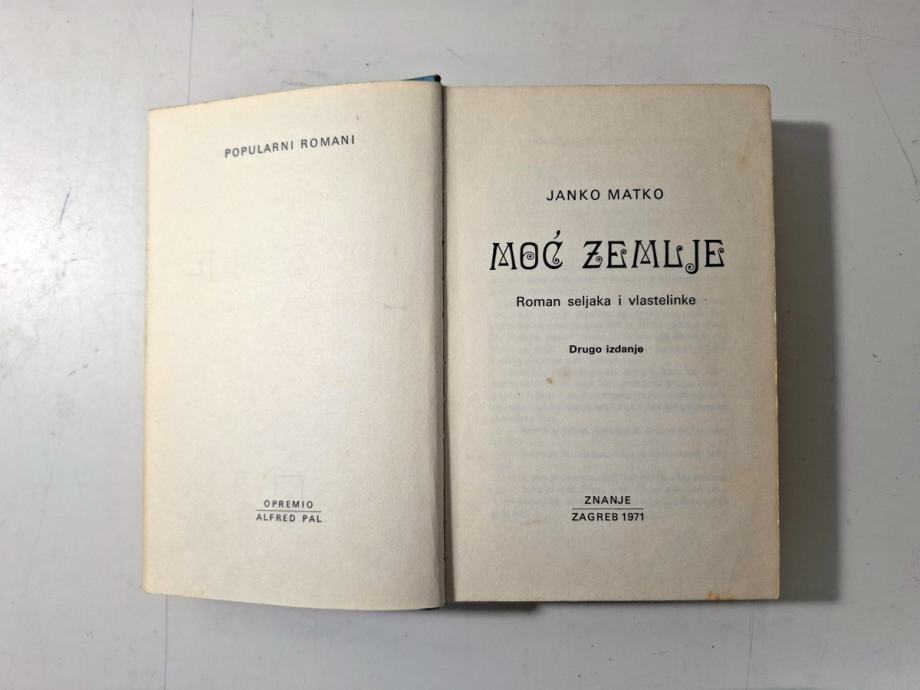 POPULARNI ROMANI
OPREMIO
ALFRED PAL
JANKO MATKO
MOĆ ZEMLJE
Roman seljaka i vlastelinke
Drugo izdanje
ZNANJE
ZAGREB 1971